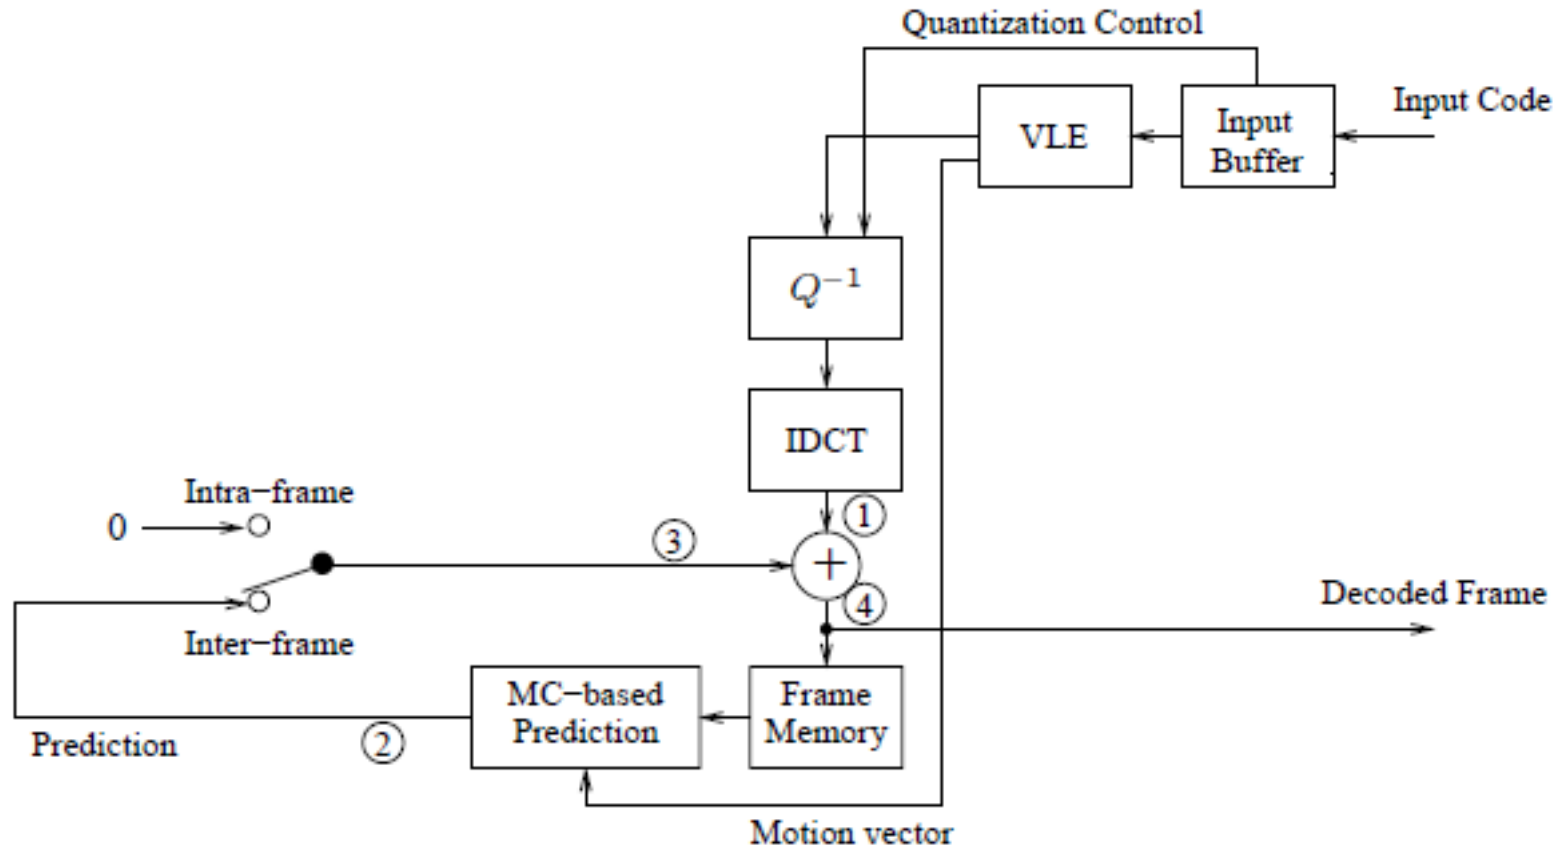 Quantization Control
Input Code
VLE
Input
Buffer
Q⁻¹
IDCT
①
Intra−frame
0
③
+
④
Decoded Frame
Inter−frame
MC−based
Prediction
Frame
Memory
Prediction
②
Motion vector